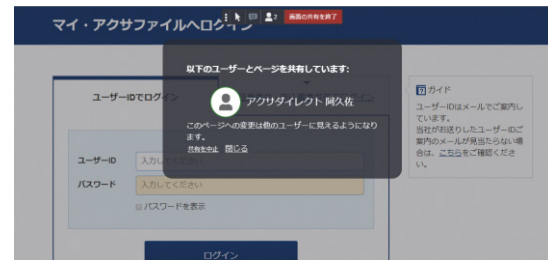 マイ・アクサファイルへログイン
2
画面の共有を終了
以下のユーザーとページを共有しています:
アクサダイレクト 阿久佐
このページへの変更は他のユーザーに見えるようになります。
共有を中止 閉じる
ユーザーIDでログイン
ユーザーID
入力してください
パスワード
入力してください
パスワードを表示
ログイン
ガイド
ユーザーIDはメールでご案内し
ています。
当社がお送りしたユーザーIDご
案内のメールが見当たらない場
合は、こちらをご確認くださ
い。